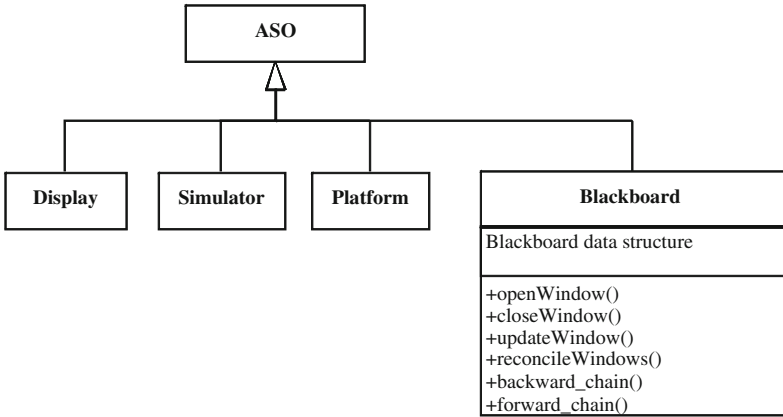 ASO
Display
Simulator
Platform
Blackboard
Blackboard data structure
+openWindow()
+closeWindow()
+updateWindow()
+reconcileWindows()
+backward_chain()
+forward_chain()